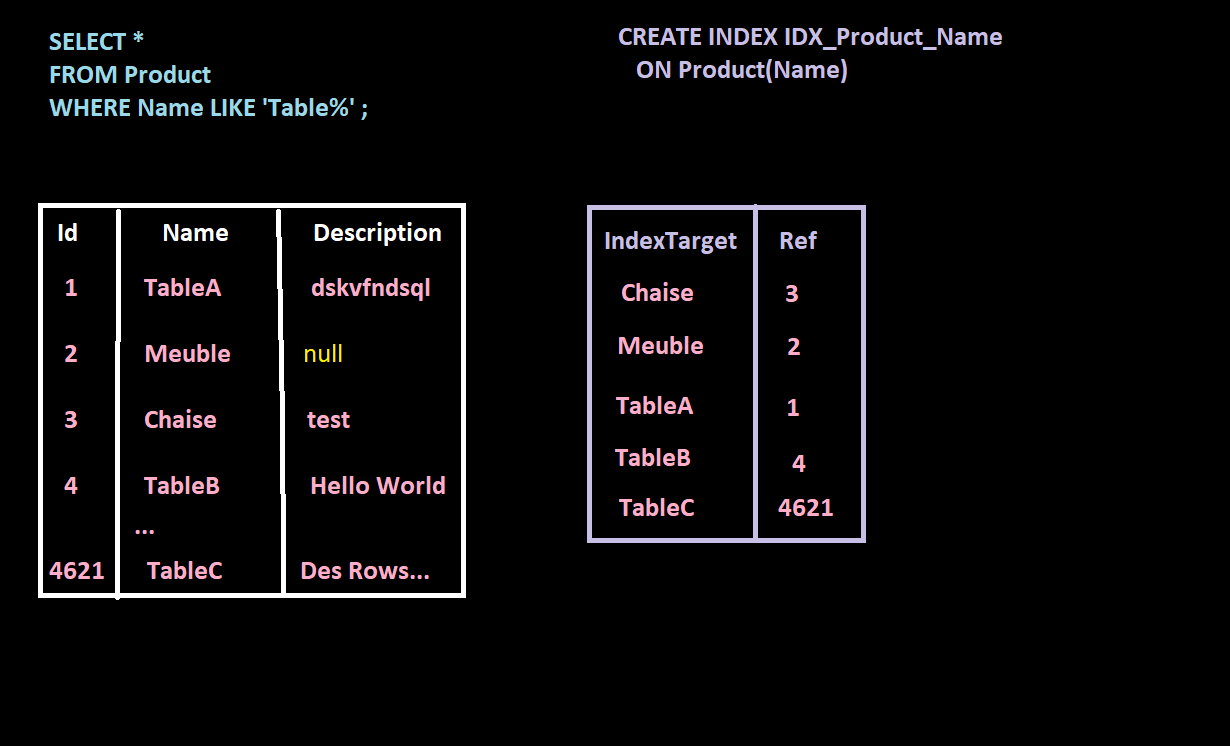 SELECT *
FROM Product
WHERE Name LIKE 'Table%' ;
CREATE INDEX IDX_Product_Name
ON Product(Name)
Id Name Description
1 TableA dskvfndsql
2 Meuble null
3 Chaise test
4 TableB Hello World
...
4621 TableC Des Rows...
IndexTarget Ref
Chaise 3
Meuble 2
TableA 1
TableB 4
TableC 4621